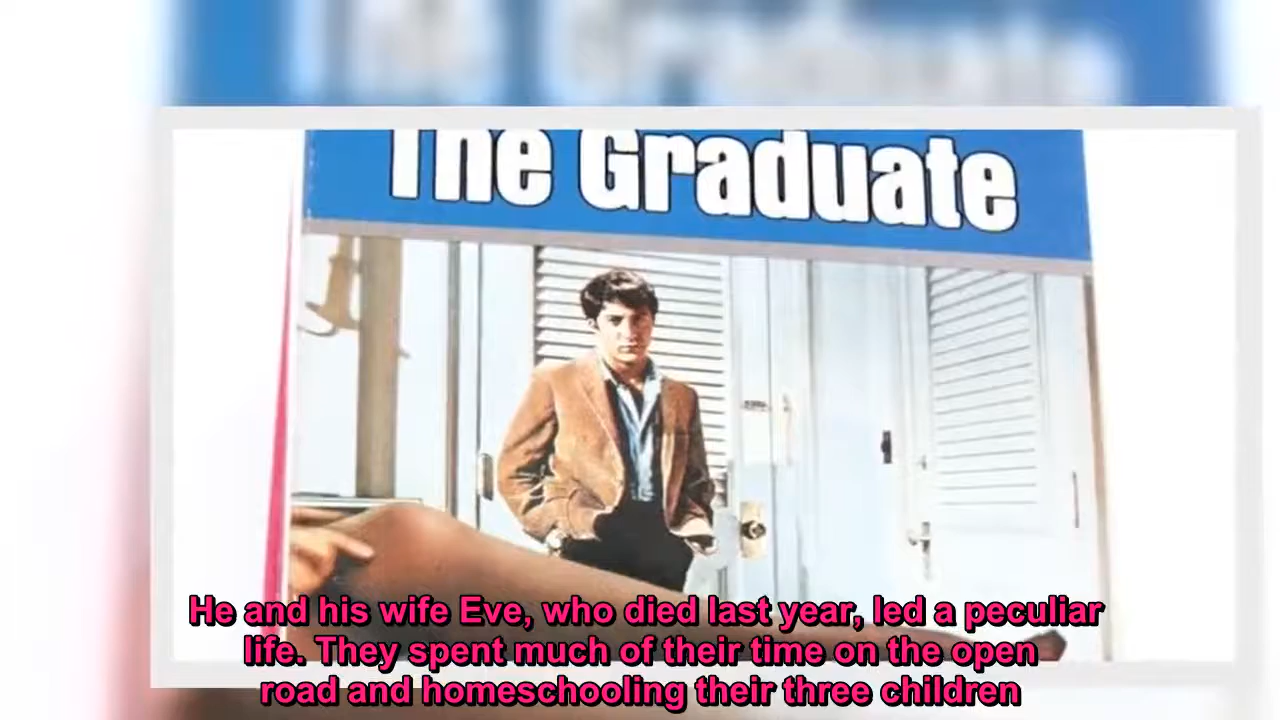 The Graduate
He and his wife Eve, who died last year, led a peculiar
life. They spent much of their time on the open
road and homeschooling their three children